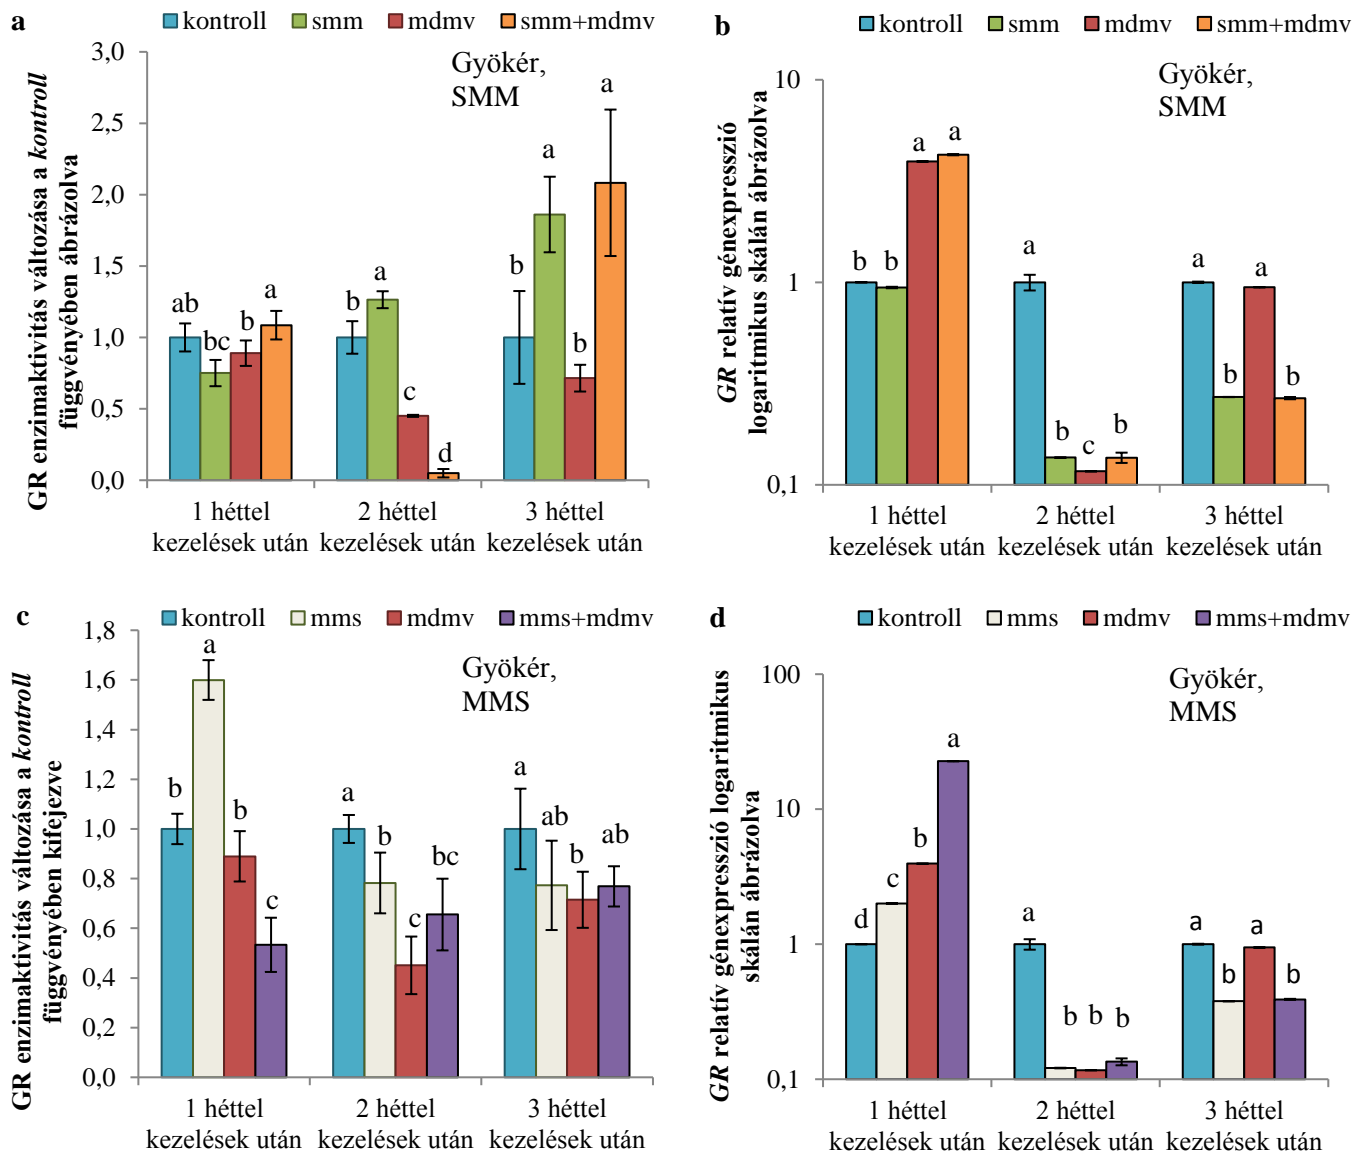 a
kontroll smm mdmv smm+mdmv
GR enzimaktivitás változása a kontroll
függvényében ábrázolva
Gyökér,
SMM
3,0
2,5
2,0
1,5
1,0
0,5
0,0
ab bc b a
b a c d
b a b a
1 héttel 2 héttel 3 héttel
kezelések után kezelések után kezelések után
b
kontroll smm mdmv smm+mdmv
GR relatív génexpresszió
logaritmikus skálán ábrázolva
Gyökér,
SMM
10
1
0,1
b b a a
a b c b
a b a b
1 héttel 2 héttel 3 héttel
kezelések után kezelések után kezelések után
c
kontroll mms mdmv mms+mdmv
GR enzimaktivitás változása a kontroll
függvényében kifejezve
Gyökér,
MMS
1,8
1,6
1,4
1,2
1,0
0,8
0,6
0,4
0,2
0,0
b a b c
a b c bc
a ab b ab
1 héttel 2 héttel 3 héttel
kezelések után kezelések után kezelések után
d
kontroll mms mdmv mms+mdmv
GR relatív génexpresszió logaritmikus
skálán ábrázolva
Gyökér,
MMS
100
10
1
0,1
d c b a
a b b b
a b a b
1 héttel 2 héttel 3 héttel
kezelések után kezelések után kezelések után